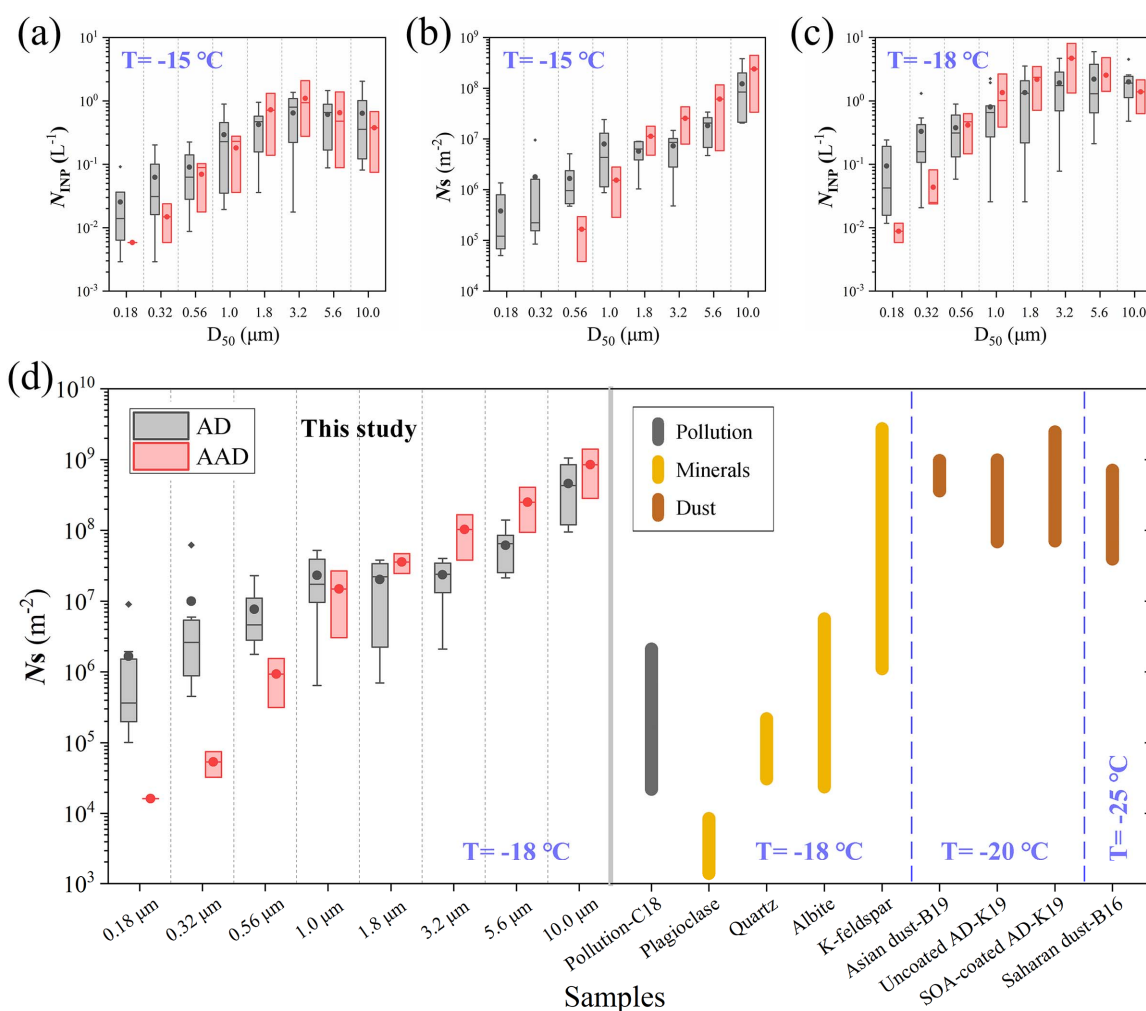 (a)
T= -15 °C
N_INP (L⁻¹)
10¹
10⁰
10⁻¹
10⁻²
10⁻³
0.18 0.32 0.56 1.0 1.8 3.2 5.6 10.0
D₅₀ (μm)
(b)
T= -15 °C
Ns (m⁻²)
10⁹
10⁸
10⁷
10⁶
10⁵
10⁴
0.18 0.32 0.56 1.0 1.8 3.2 5.6 10.0
D₅₀ (μm)
(c)
T= -18 °C
N_INP (L⁻¹)
10¹
10⁰
10⁻¹
10⁻²
10⁻³
0.18 0.32 0.56 1.0 1.8 3.2 5.6 10.0
D₅₀ (μm)
(d)
Ns (m⁻²)
10¹⁰
10⁹
10⁸
10⁷
10⁶
10⁵
10⁴
10³
AD
AAD
This study
Pollution
Minerals
Dust
T= -18 °C
T= -18 °C
T= -20 °C
T= -25 °C
0.18 μm
0.32 μm
0.56 μm
1.0 μm
1.8 μm
3.2 μm
5.6 μm
10.0 μm
Pollution-C18
Plagioclase
Quartz
Albite
K-feldspar
Asian dust-B19
Uncoated AD-K19
SOA-coated AD-K19
Saharan dust-B16
Samples